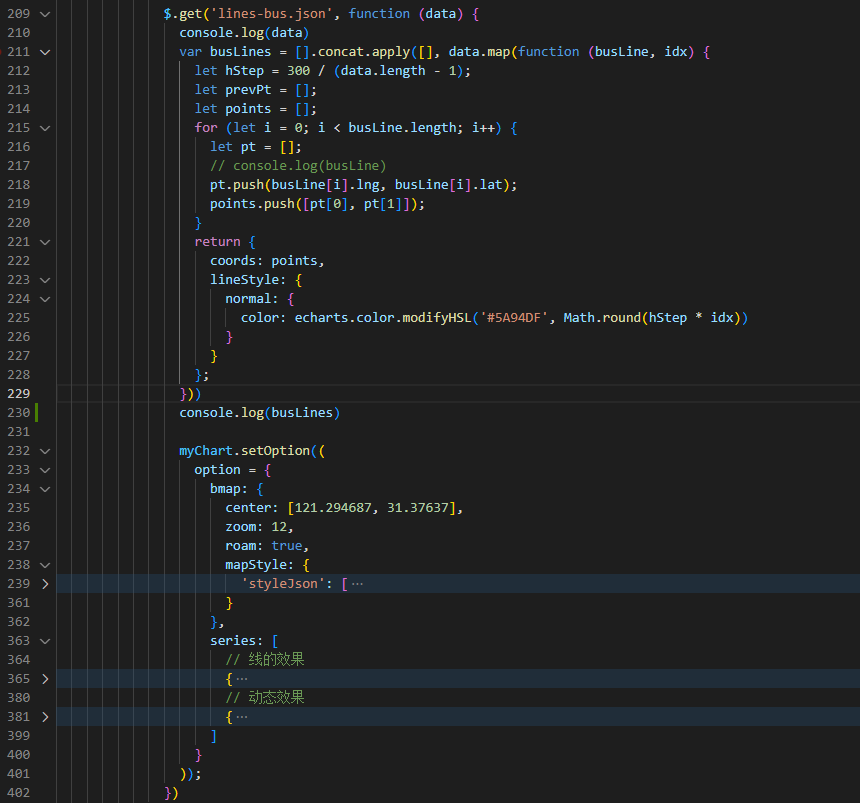 209 $.get('lines-bus.json', function (data) {
210 console.log(data)
211 var busLines = [].concat.apply([], data.map(function (busLine, idx) {
212 let hStep = 300 / (data.length - 1);
213 let prevPt = [];
214 let points = [];
215 for (let i = 0; i < busLine.length; i++) {
216 let pt = [];
217 // console.log(busLine)
218 pt.push(busLine[i].lng, busLine[i].lat);
219 points.push([pt[0], pt[1]]);
220 }
221 return {
222 coords: points,
223 lineStyle: {
224 normal: {
225 color: echarts.color.modifyHSL('#5A94DF', Math.round(hStep * idx))
226 }
227 }
228 };
229 }))
230 console.log(busLines)
231
232 myChart.setOption((
233 option = {
234 bmap: {
235 center: [121.294687, 31.37637],
236 zoom: 12,
237 roam: true,
238 mapStyle: {
239 'styleJson': [ ···
361 }
362 },
363 series: [
364 // 线的效果
365 { ···
380 // 动态效果
381 { ···
399 ]
400 }
401 ));
402 })